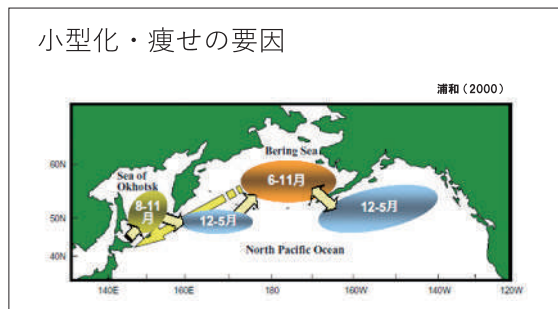 小型化・痩せの要因
浦和（2000）
Bering Sea
60N
Sea of
Okhotsk
6-11月
8-11
月
12-5月
12-5月
50N
North Pacific Ocean
40N
140E 160E 180 160W 140W 120W